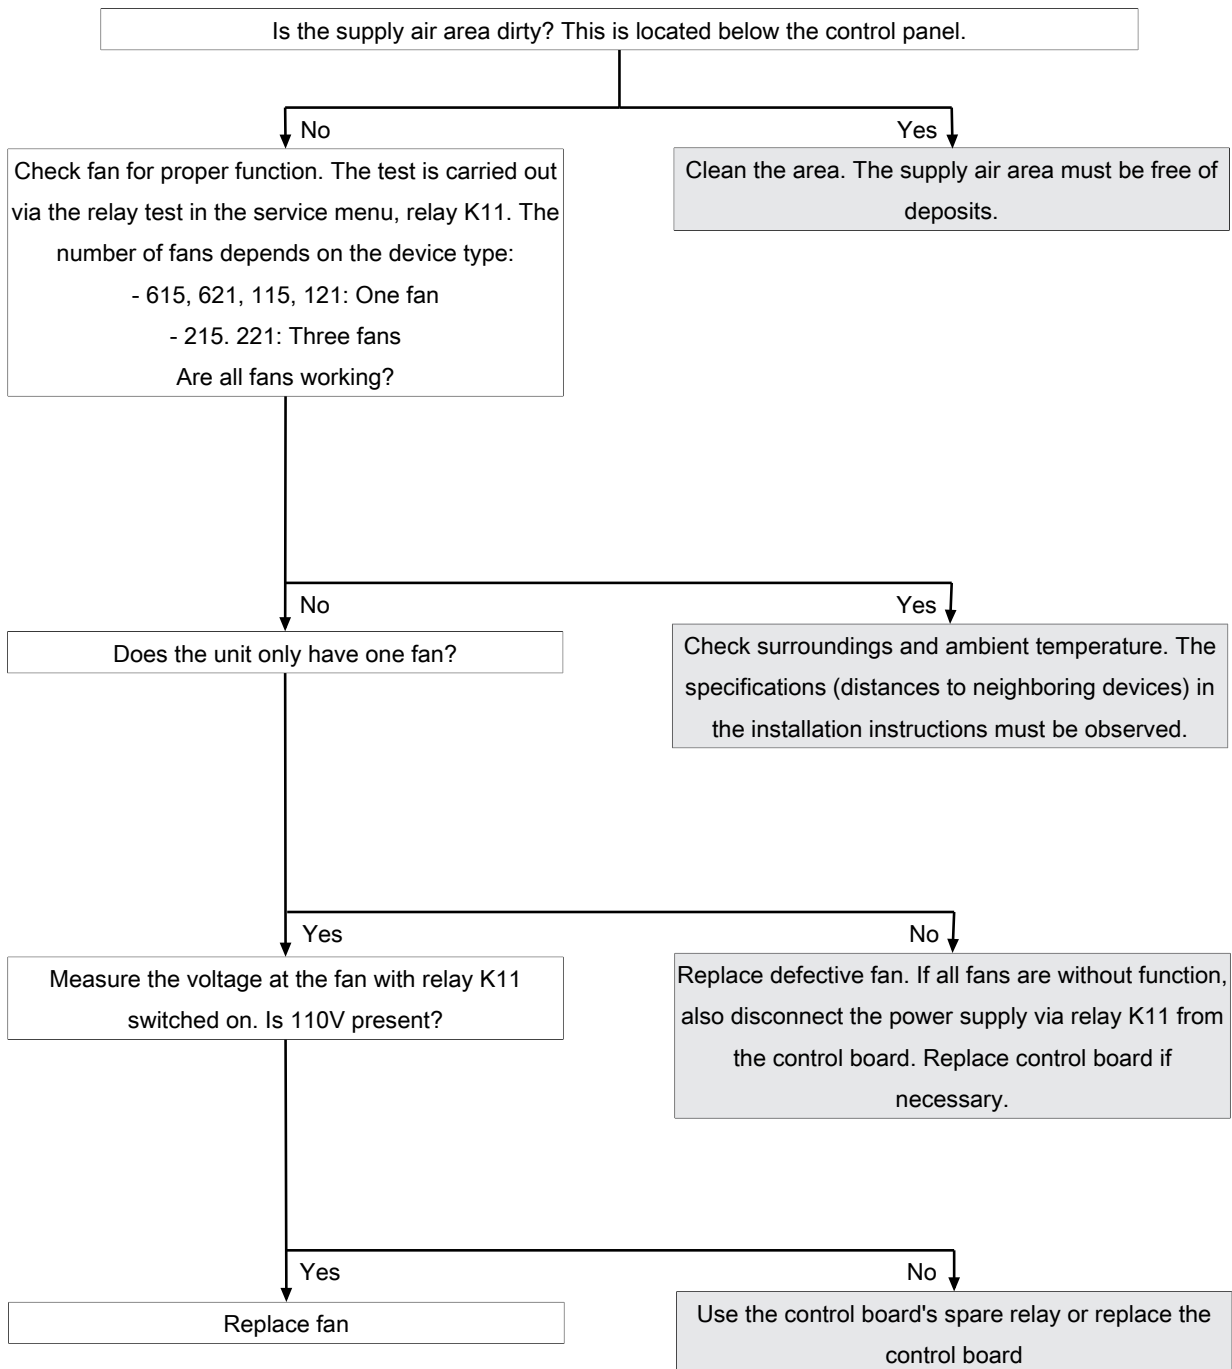 Is the supply air area dirty? This is located below the control panel.
No
Yes
Check fan for proper function. The test is carried out
via the relay test in the service menu, relay K11. The
number of fans depends on the device type:
- 615, 621, 115, 121: One fan
- 215. 221: Three fans
Are all fans working?
Clean the area. The supply air area must be free of
deposits.
No
Yes
Does the unit only have one fan?
Check surroundings and ambient temperature. The
specifications (distances to neighboring devices) in
the installation instructions must be observed.
Yes
No
Measure the voltage at the fan with relay K11
switched on. Is 110V present?
Replace defective fan. If all fans are without function,
also disconnect the power supply via relay K11 from
the control board. Replace control board if
necessary.
Yes
No
Replace fan
Use the control board's spare relay or replace the
control board